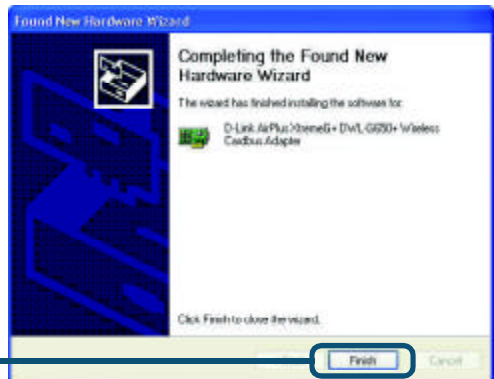 Found New Hardware Wizard
Completing the Found New
Hardware Wizard
The wizard has finished installing the software for:
D-Link AirPlus XtremeG+ DWL-G650+ Wireless
Cardbus Adapter
Click Finish to close the wizard.
Finish
Cancel